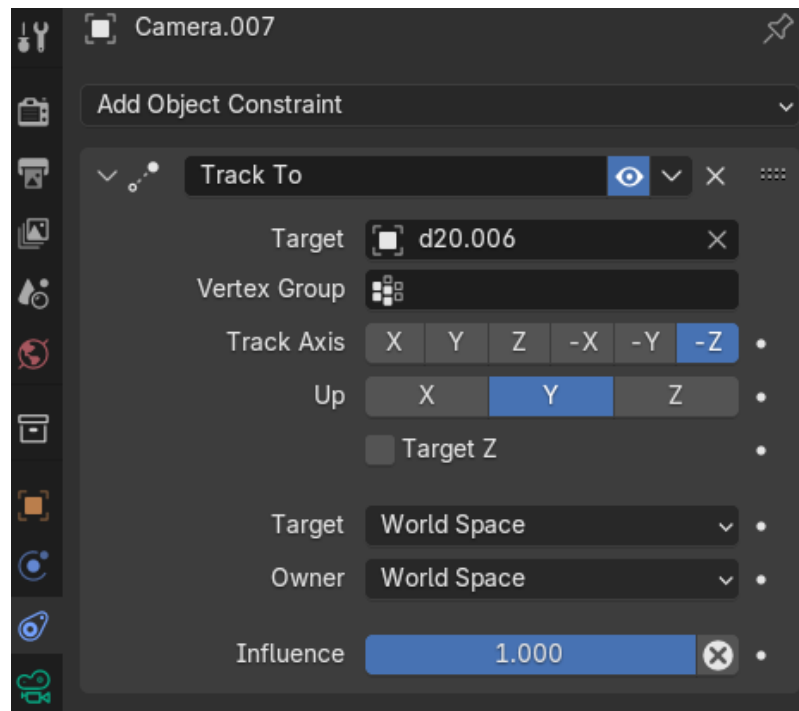 Camera.007
Add Object Constraint
Track To
Target d20.006
Vertex Group
Track Axis X Y Z -X -Y -Z
Up X Y Z
Target Z
Target World Space
Owner World Space
Influence 1.000